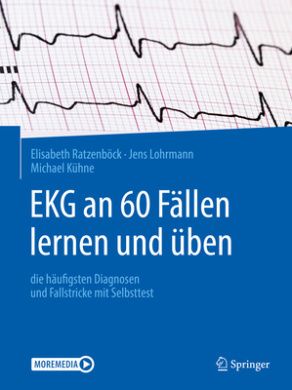 Elisabeth Ratzenböck · Jens Lohrmann
Michael Kühne
EKG an 60 Fällen
lernen und üben
die häufigsten Diagnosen
und Fallstricke mit Selbsttest
MOREMEDIA
Springer